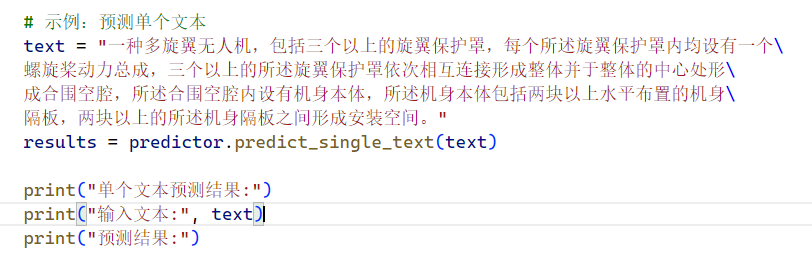 # 示例：预测单个文本
text = "一种多旋翼无人机，包括三个以上的旋翼保护罩，每个所述旋翼保护罩内均设有一个\
螺旋桨动力总成，三个以上的所述旋翼保护罩依次相互连接形成整体并于整体的中心处形\
成合围空腔，所述合围空腔内设有机身本体，所述机身本体包括两块以上水平布置的机身\
隔板，两块以上的所述机身隔板之间形成安装空间。"
results = predictor.predict_single_text(text)
print("单个文本预测结果:")
print("输入文本:", text)
print("预测结果:")